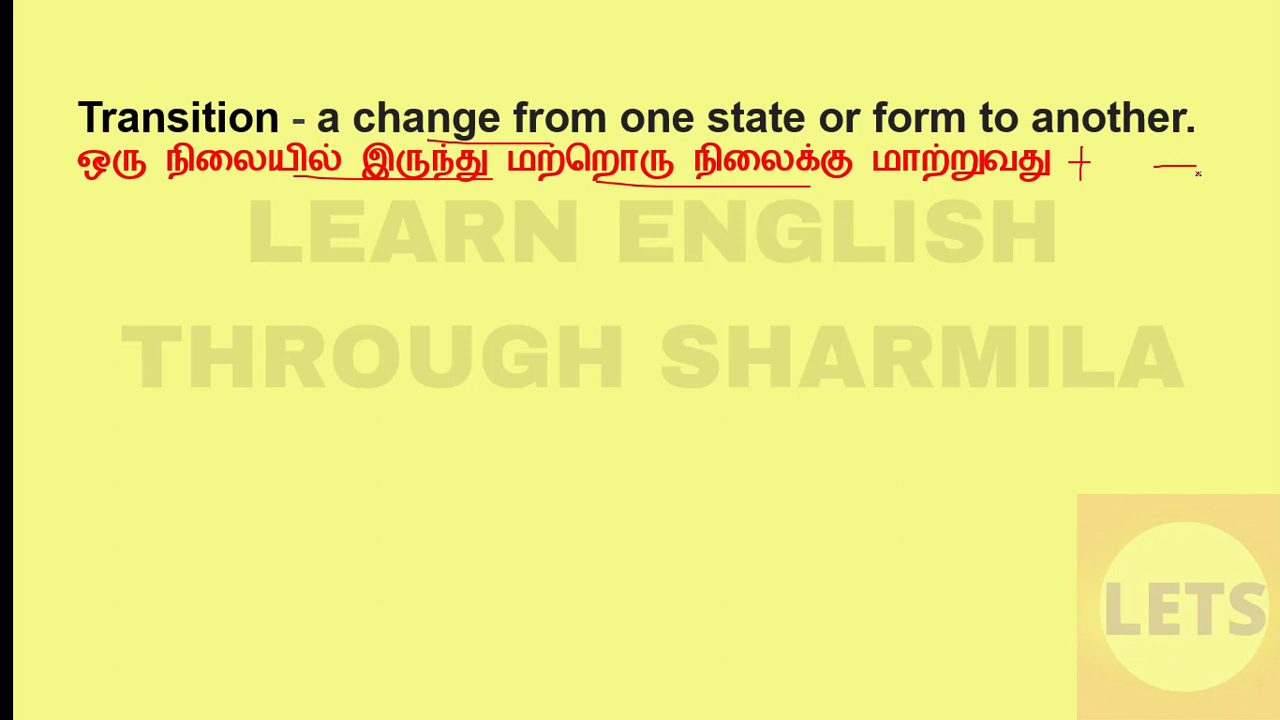 Transition - a change from one state or form to another.
ஒரு நிலையில் இருந்து மற்றொரு நிலைக்கு மாற்றுவது + —
LEARN ENGLISH
THROUGH SHARMILA
LETS